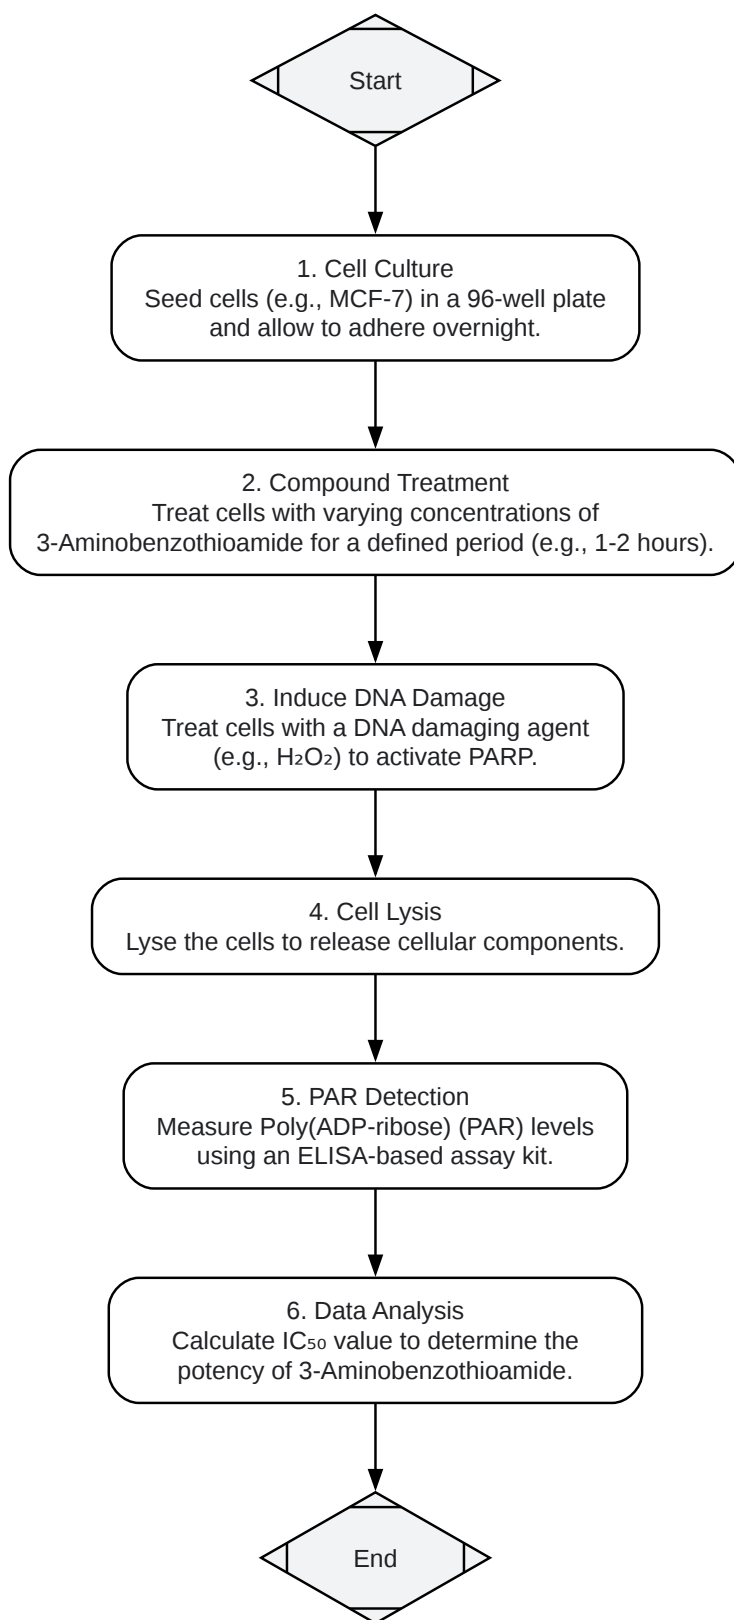 Start
1. Cell Culture
Seed cells (e.g., MCF-7) in a 96-well plate
and allow to adhere overnight.
2. Compound Treatment
Treat cells with varying concentrations of
3-Aminobenzothioamide for a defined period (e.g., 1-2 hours).
3. Induce DNA Damage
Treat cells with a DNA damaging agent
(e.g., H₂O₂) to activate PARP.
4. Cell Lysis
Lyse the cells to release cellular components.
5. PAR Detection
Measure Poly(ADP-ribose) (PAR) levels
using an ELISA-based assay kit.
6. Data Analysis
Calculate IC₅₀ value to determine the
potency of 3-Aminobenzothioamide.
End